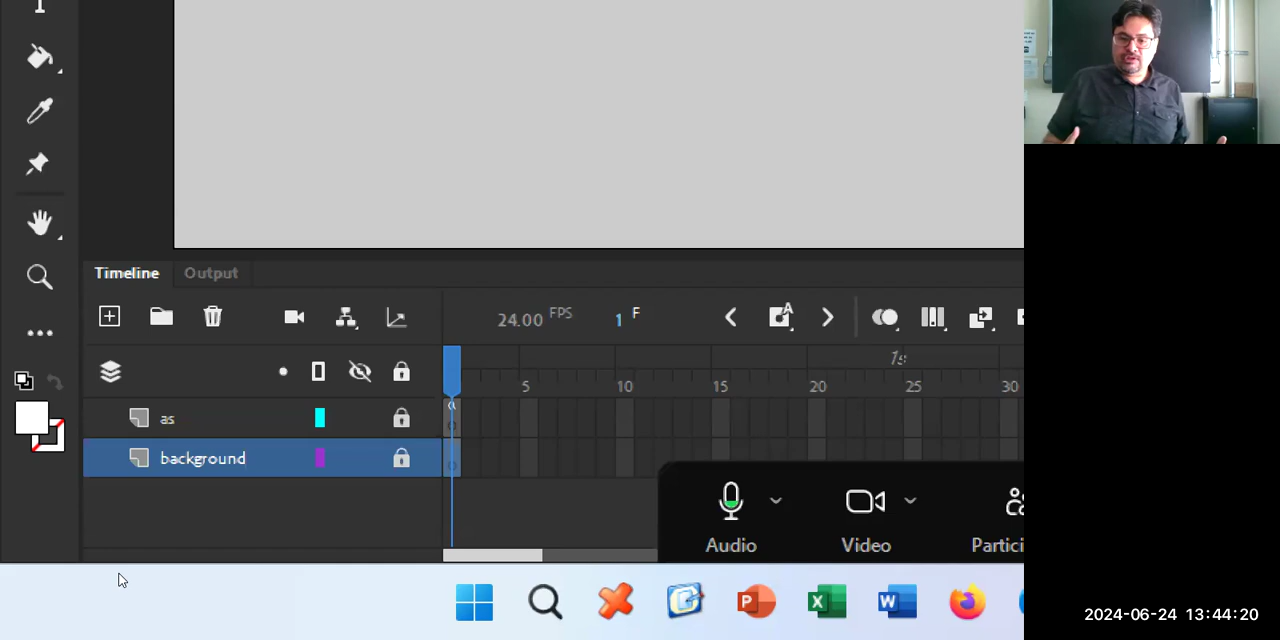 Timeline Output
24.00 FPS 1 F
1s
5 10 15 20 25 30
as
background
Audio Video Partici
P X W
2024-06-24 13:44:20